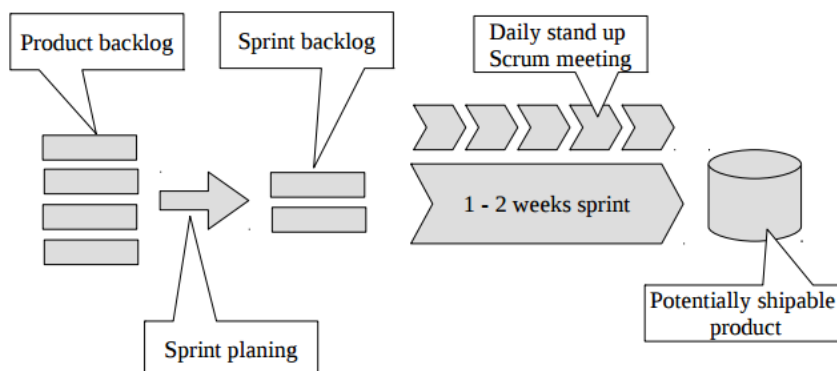 Product backlog
Sprint backlog
Daily stand up
Scrum meeting
1 - 2 weeks sprint
Potentially shipable
product
Sprint planing